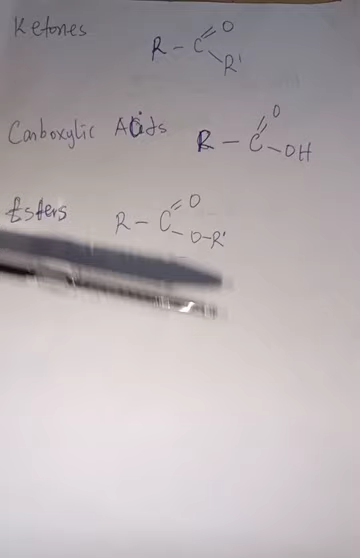 Ketones R - C = O - R'
Carboxylic Acids R - C = O - OH
Esters R - C = O - O-R'